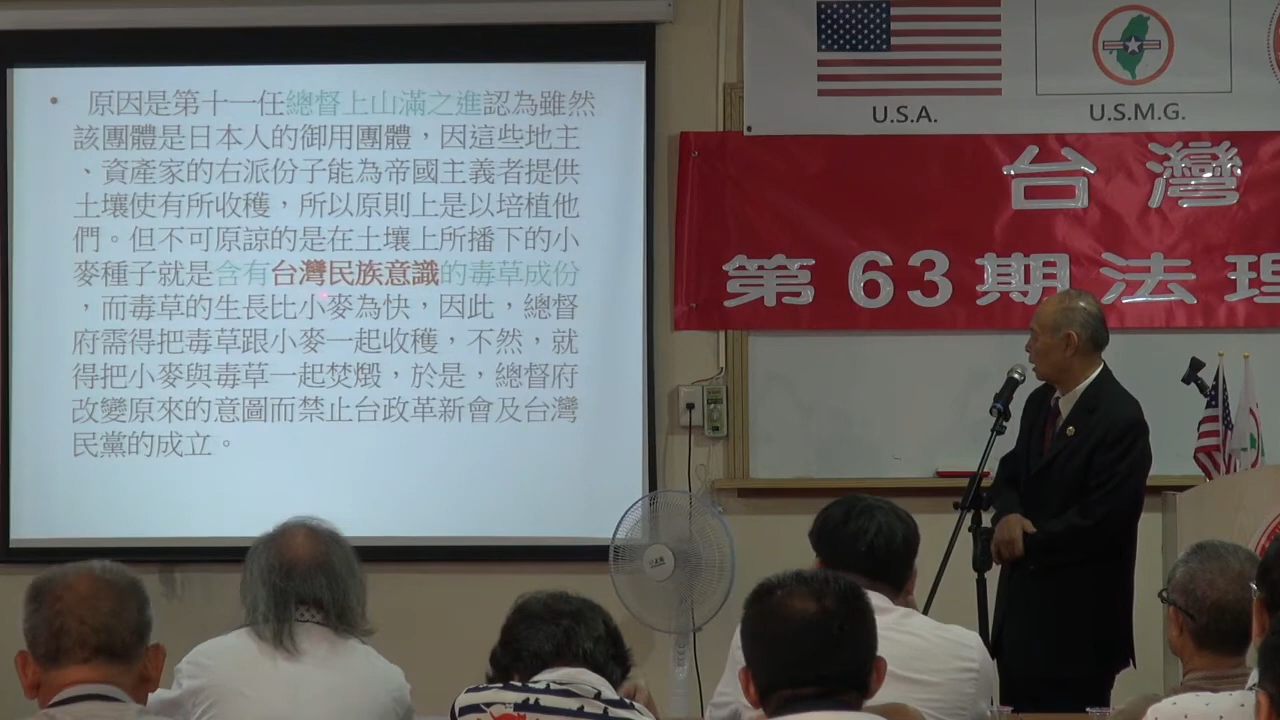 • 原因是第十一任總督上山滿之進認為雖然
該團體是日本人的御用團體，因這些地主
、資產家的右派份子能為帝國主義者提供
土壤使有所收穫，所以原則上是以培植他
們。但不可原諒的是在土壤上所播下的小
麥種子就是含有台灣民族意識的毒草成份
，而毒草的生長比小麥為快，因此，總督
府需得把毒草跟小麥一起收穫，不然，就
得把小麥與毒草一起焚燬，於是，總督府
改變原來的意圖而禁止台政革新會及台灣
民黨的成立。
U.S.A.
U.S.M.G.
台灣
第63期法理